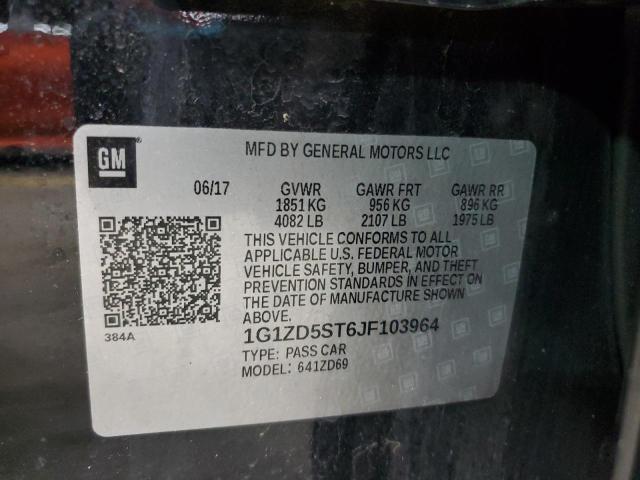 GM
MFD BY GENERAL MOTORS LLC
06/17 GVWR GAWR FRT GAWR RR
1851 KG 956 KG 896 KG
4082 LB 2107 LB 1975 LB
THIS VEHICLE CONFORMS TO ALL
APPLICABLE U.S. FEDERAL MOTOR
VEHICLE SAFETY, BUMPER, AND THEFT
PREVENTION STANDARDS IN EFFECT ON
THE DATE OF MANUFACTURE SHOWN
ABOVE.
384A
1G1ZD5ST6JF103964
TYPE: PASS CAR
MODEL: 641ZD69